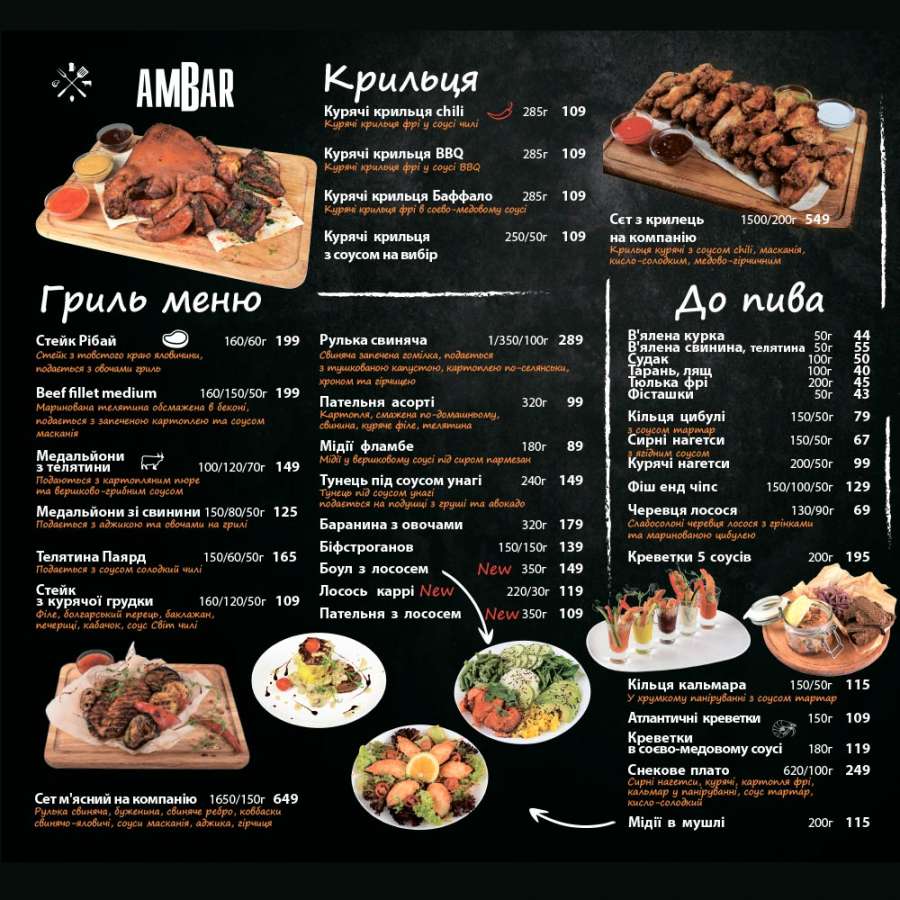 AMBAR
Крильця
Курячі крильця chili 285г 109
Курячі крильця фрі у соусі чилі
Курячі крильця BBQ 285г 109
Курячі крильця фрі у соусі BBQ
Курячі крильця Баффало 285г 109
Курячі крильця фрі в соєво-медовому соусі
Курячі крильця 250/50г 109
з соусом на вибір
Сєт з крилець 1500/200г 549
на компанію
Крильця курячі з соусом chili, масканія,
кисло-солодким, медово-гірчичним
Гриль меню
Стейк Рібай 160/60г 199
Стейк з товстого краю яловичини,
подається з овочами гриль
Beef fillet medium 160/150/50г 199
Маринована телятина обсмажена в беконі,
подається з запеченою картоплею та соусом
масканія
Медальйони
з телятини 100/120/70г 149
Подаються з картопляним пюре
та вершково-грибним соусом
Медальйони зі свинини 150/80/50г 125
Подається з аджикою та овочами на грилі
Телятина Паярд 150/60/50г 165
Подається з соусом солодкий чилі
Стейк
з курячої грудки 160/120/50г 109
Філе, болгарський перець, баклажан,
печериці, кабачок, соус Світ чилі
Сет м'ясний на компанію 1650/150г 649
Рулька свиняча, буженина, свиняче ребро, ковбаски
свинячо-яловичі, соуси масканія, аджика, гірчиця
Рулька свиняча 1/350/100г 289
Свиняча запечена гомілка, подається
з тушкованою капустою, картоплею по-селянськи,
хроном та гірчицею
Пательня асорті 320г 99
Картопля, смажена по-домашньому,
свинина, куряче філе, телятина
Мідії фламбе 180г 89
Мідії у вершковому соусі під сиром пармезан
Тунець під соусом унагі 240г 149
Тунець під соусом унагі
подається на подушці з груші та авокадо
Баранина з овочами 320г 179
Біфстроганов 150/150г 139
Боул з лососем New 350г 149
Лосось каррі New 220/30г 119
Пательня з лососем New 350г 109
До пива
В'ялена курка 50г 44
В'ялена свинина, телятина 50г 55
Судак 100г 50
Тарань, лящ 100г 40
Тюлька фрі 200г 45
Фісташки 50г 43
Кільця цибулі 150/50г 79
з соусом тартар
Сирні нагетси 150/50г 67
з ягідним соусом
Курячі нагетси 200/50г 99
Фіш енд чіпс 150/100/50г 129
Черевця лосося 130/90г 69
Слабосолоні черевця лосося з грінками
та маринованою цибулею
Креветки 5 соусів 200г 195
Кільця кальмара 150/50г 115
У хрумкому паніруванні з соусом тартар
Атлантичні креветки 150г 109
Креветки
в соєво-медовому соусі 180г 119
Снекове плато 620/100г 249
Сирні нагетси, курячі, картопля фрі,
кальмар у паніруванні, соус тартар,
кисло-солодкий
Мідії в мушлі 200г 115